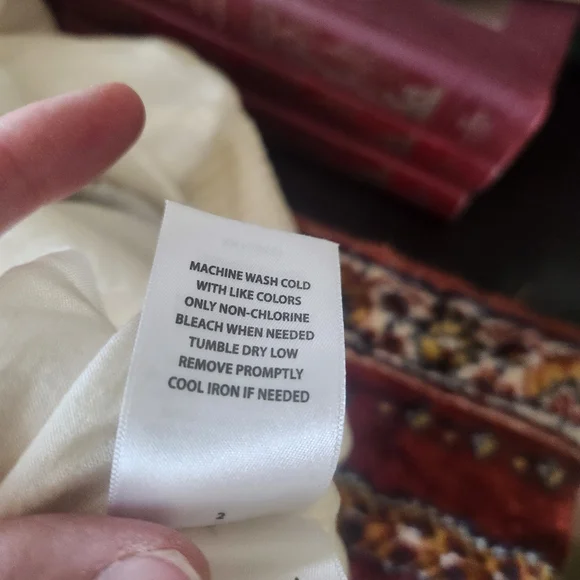 MACHINE WASH COLD
WITH LIKE COLORS
ONLY NON-CHLORINE
BLEACH WHEN NEEDED
TUMBLE DRY LOW
REMOVE PROMPTLY
COOL IRON IF NEEDED
2